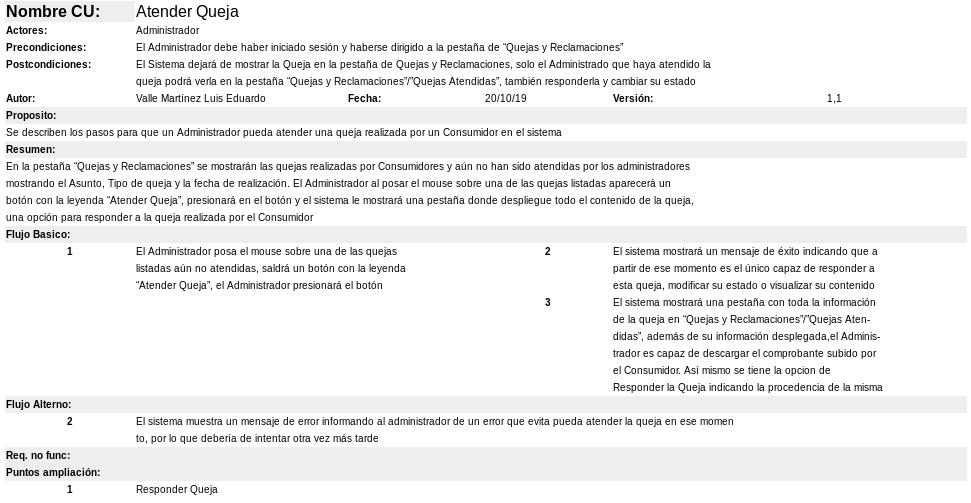 Nombre CU: Atender Queja
Actores: Administrador
Precondiciones: El Administrador debe haber iniciado sesión y haberse dirigido a la pestaña de “Quejas y Reclamaciones”
Postcondiciones: El Sistema dejará de mostrar la Queja en la pestaña de Quejas y Reclamaciones, solo el Administrado que haya atendido la
queja podrá verla en la pestaña “Quejas y Reclamaciones”/”Quejas Atendidas”, también responderla y cambiar su estado
Autor: Valle Martínez Luis Eduardo Fecha: 20/10/19 Versión: 1,1
Proposito:
Se describen los pasos para que un Administrador pueda atender una queja realizada por un Consumidor en el sistema
Resumen:
En la pestaña “Quejas y Reclamaciones” se mostrarán las quejas realizadas por Consumidores y aún no han sido atendidas por los administradores
mostrando el Asunto, Tipo de queja y la fecha de realización. El Administrador al posar el mouse sobre una de las quejas listadas aparecerá un
botón con la leyenda “Atender Queja”, presionará en el botón y el sistema le mostrará una pestaña donde despliegue todo el contenido de la queja,
una opción para responder a la queja realizada por el Consumidor
Flujo Basico:
1 El Administrador posa el mouse sobre una de las quejas
listadas aún no atendidas, saldrá un botón con la leyenda
“Atender Queja”, el Administrador presionará el botón
2 El sistema mostrará un mensaje de éxito indicando que a
partir de ese momento es el único capaz de responder a
esta queja, modificar su estado o visualizar su contenido
3 El sistema mostrará una pestaña con toda la información
de la queja en “Quejas y Reclamaciones”/”Quejas Aten-
didas”, además de su información desplegada,el Adminis-
trador es capaz de descargar el comprobante subido por
el Consumidor. Así mismo se tiene la opcion de
Responder la Queja indicando la procedencia de la misma
Flujo Alterno:
2 El sistema muestra un mensaje de error informando al administrador de un error que evita pueda atender la queja en ese momen
to, por lo que debería de intentar otra vez más tarde
Req. no func:
Puntos ampliación:
1 Responder Queja